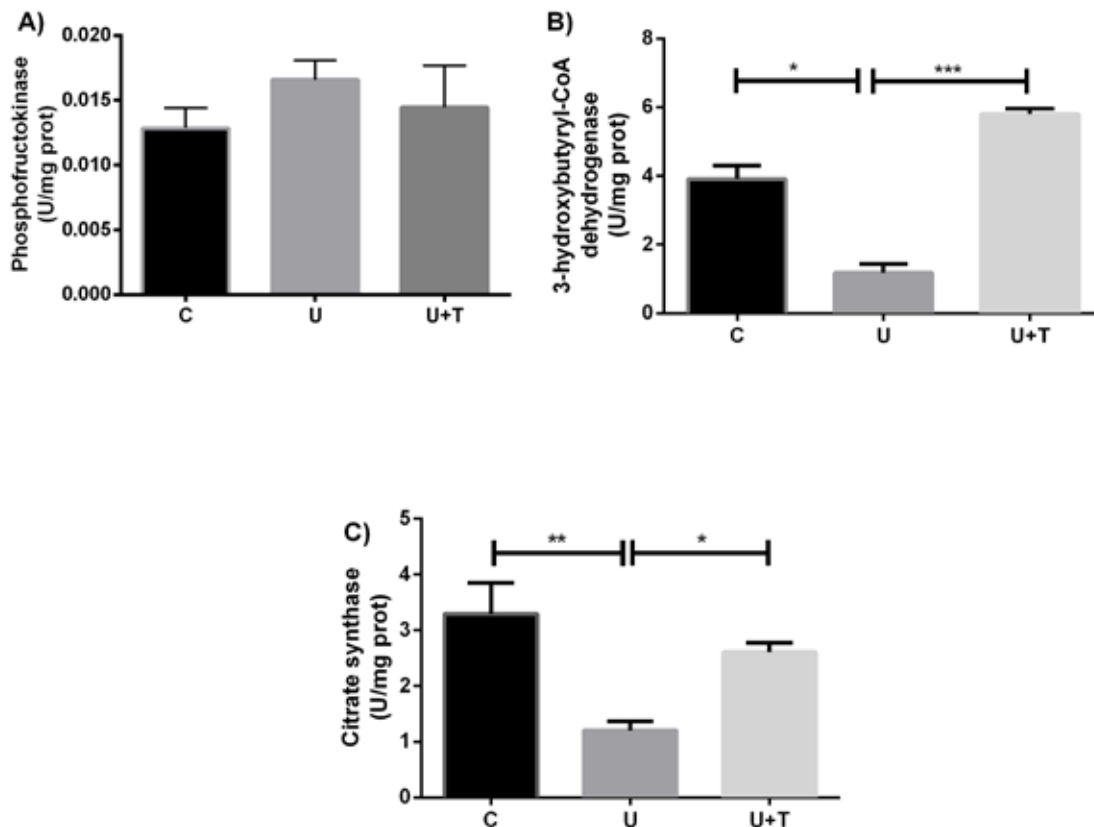 A)
Phosphofructokinase
(U/mg prot)
0.020
0.015
0.010
0.005
0.000
C U U+T
B)
3-hydroxybutyryl-CoA
dehydrogenase
(U/mg prot)
8
6
4
2
0
* ***
C U U+T
C)
Citrate synthase
(U/mg prot)
5
4
3
2
1
0
** *
C U U+T